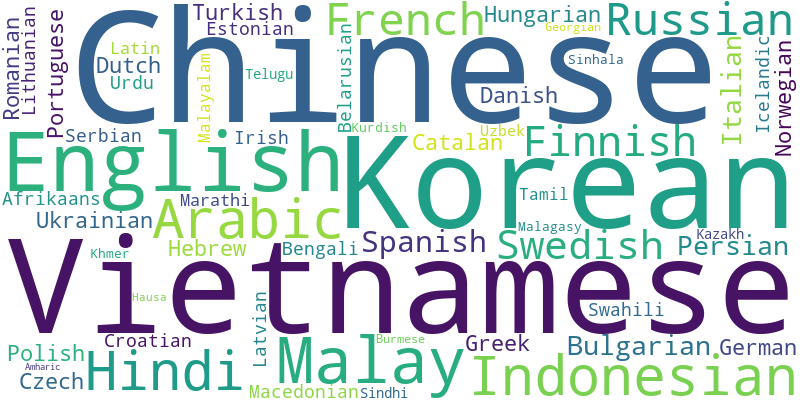 Chinese
French
Russian
Turkish
Hungarian
Estonian
Georgian
Romanian
Lithuanian
Portuguese
Latin
Dutch
Urdu
Malayalam
Telugu
Belarusian
Danish
Sinhala
Italian
Icelandic
Norwegian
Serbian
Irish
Kurdish
Catalan
Uzbek
Finnish
English
Korean
Afrikaans
Marathi
Tamil
Ukrainian
Arabic
Malagasy
Kazakh
Khmer
Hebrew
Bengali
Spanish
Swedish
Persian
Vietnamese
Hausa
Swahili
Latvian
Croatian
Burmese
Greek
Bulgarian
German
Polish
Amharic
Czech
Hindi
Malay
Macedonian
Sindhi
Indonesian